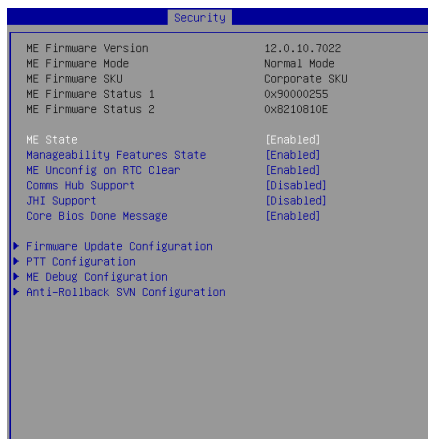 Security
ME Firmware Version 12.0.10.7022
ME Firmware Mode Normal Mode
ME Firmware SKU Corporate SKU
ME Firmware Status 1 0x90000255
ME Firmware Status 2 0x8210810E
ME State [Enabled]
Manageability Features State [Enabled]
ME Unconfig on RTC Clear [Enabled]
Comms Hub Support [Disabled]
JHI Support [Disabled]
Core Bios Done Message [Enabled]
Firmware Update Configuration
PTT Configuration
ME Debug Configuration
Anti-Rollback SVN Configuration